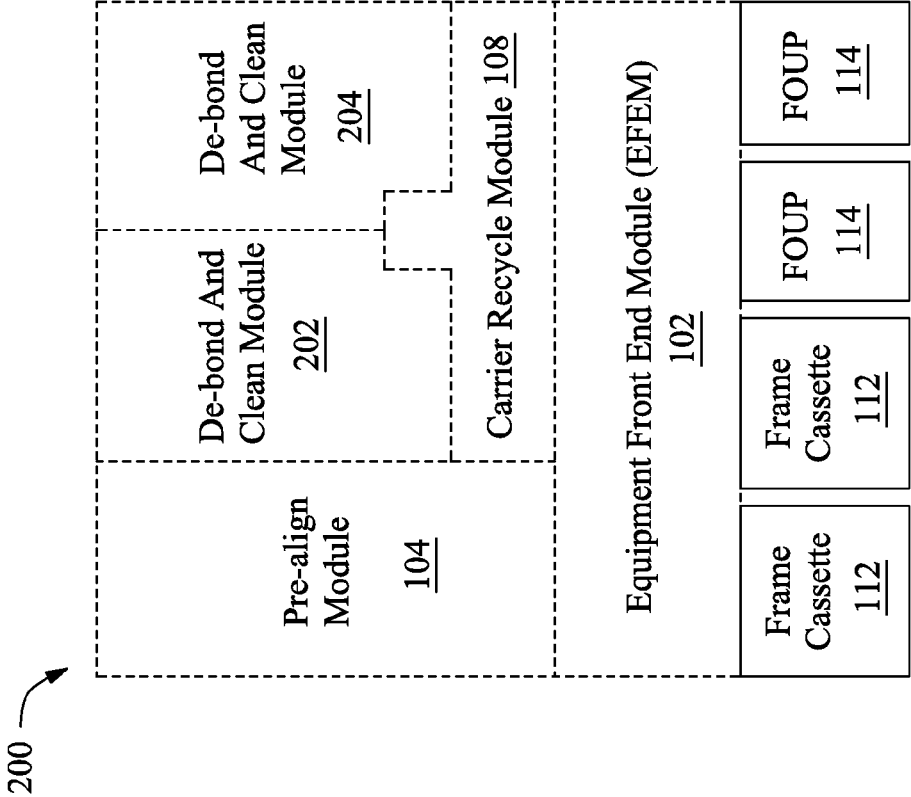 200
Pre-align
Module
104
De-bond And
Clean Module
202
De-bond
And Clean
Module
204
Carrier Recycle Module 108
Equipment Front End Module (EFEM)
102
Frame
Cassette
112
Frame
Cassette
112
FOUP
114
FOUP
114